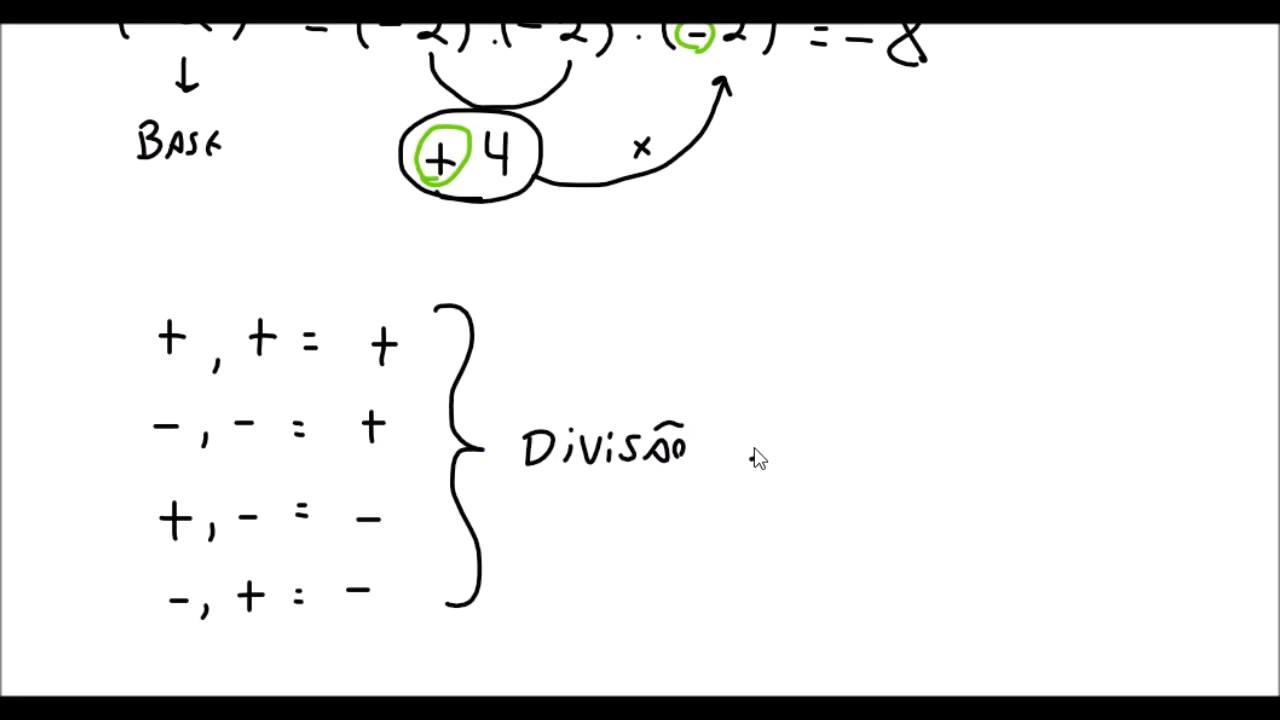 = (-2) . (-2) . (-2) = -8
BASE
+ 4
x
+ , + = +
- , - = +
+ , - = -
- , + = -
Divisão